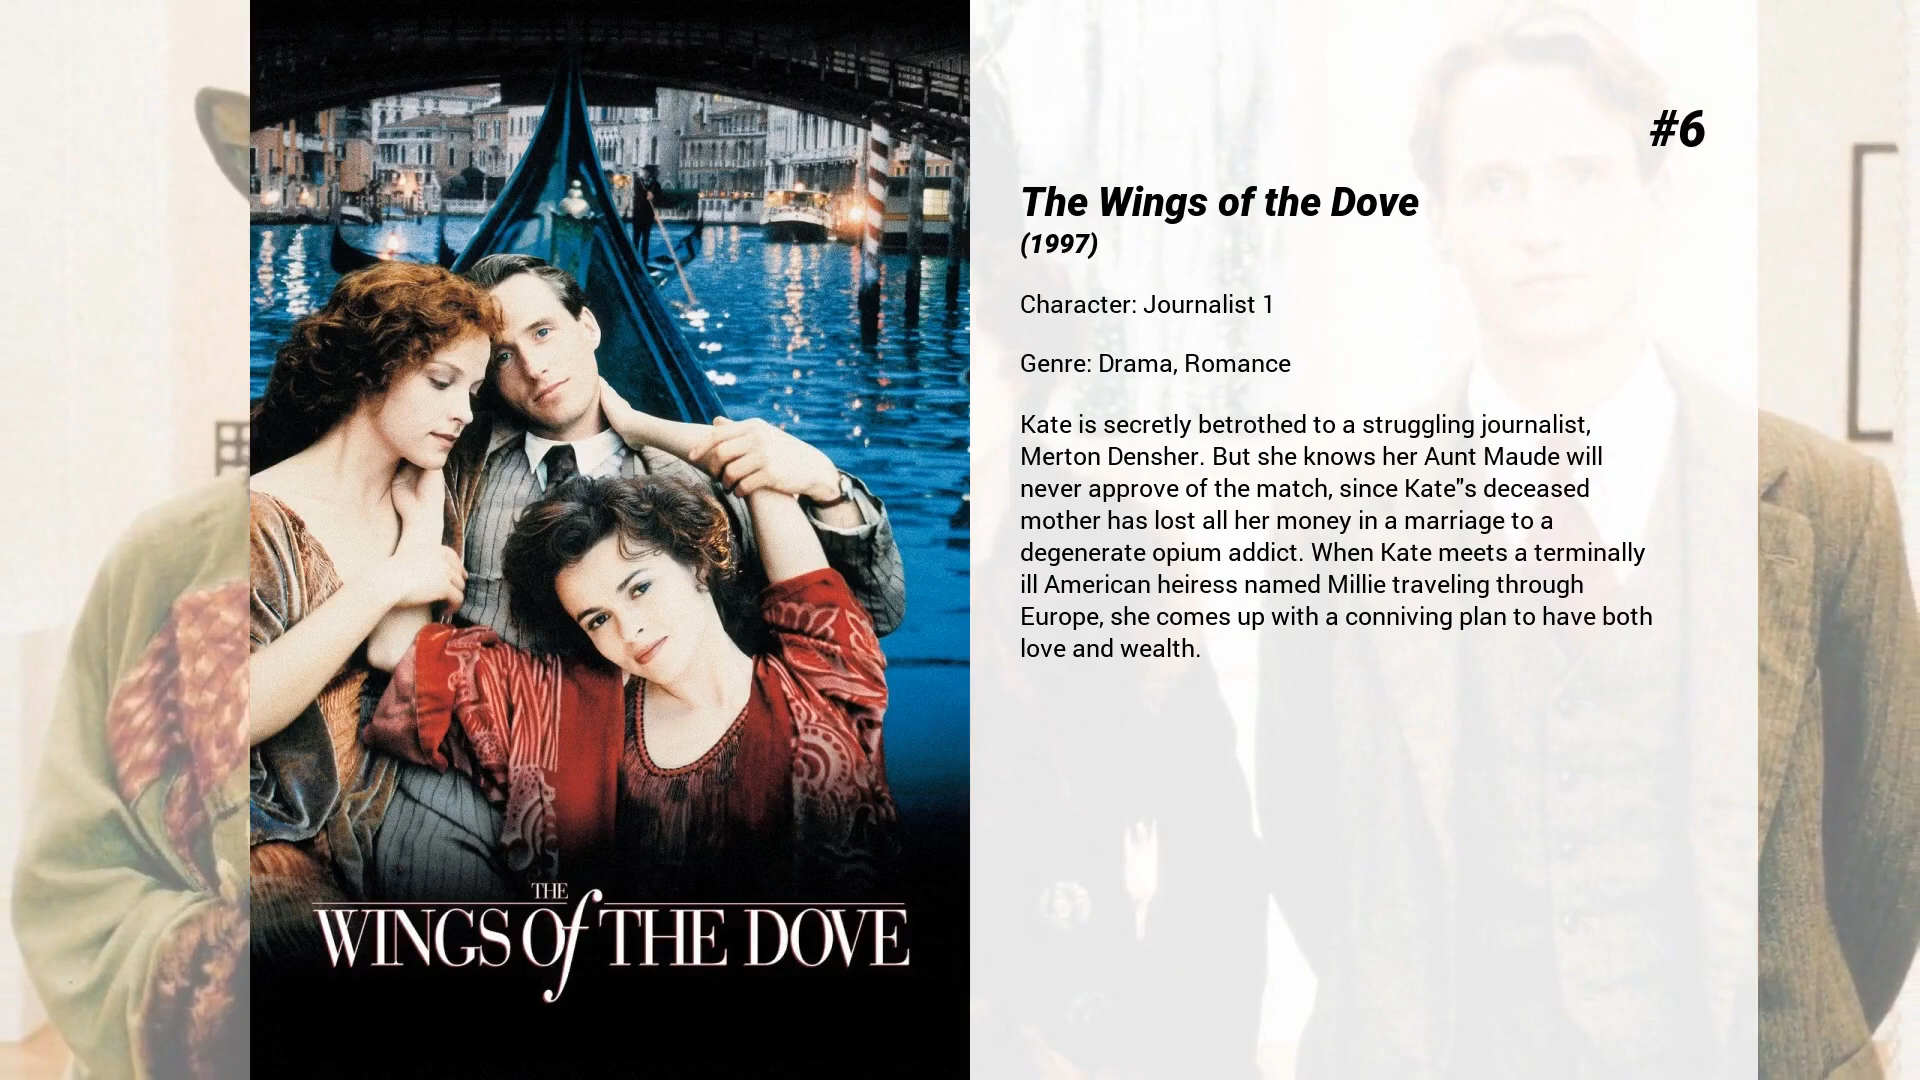 THE
WINGS of THE DOVE
#6
The Wings of the Dove
(1997)
Character: Journalist 1
Genre: Drama, Romance
Kate is secretly betrothed to a struggling journalist,
Merton Densher. But she knows her Aunt Maude will
never approve of the match, since Kate"s deceased
mother has lost all her money in a marriage to a
degenerate opium addict. When Kate meets a terminally
ill American heiress named Millie traveling through
Europe, she comes up with a conniving plan to have both
love and wealth.